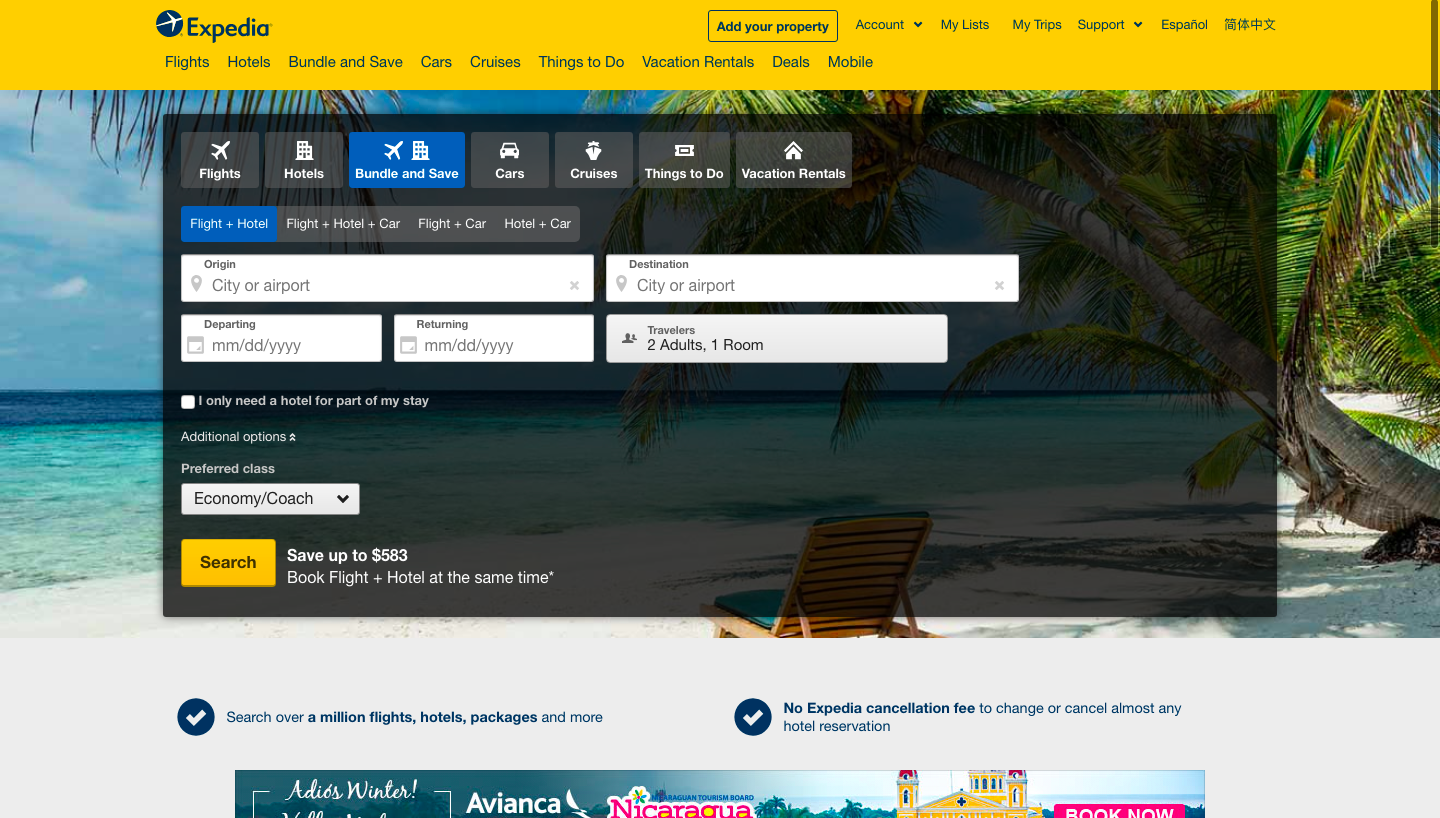 Expedia
Add your property
Account
My Lists
My Trips
Support
Español
简体中文
Flights
Hotels
Bundle and Save
Cars
Cruises
Things to Do
Vacation Rentals
Deals
Mobile
Flights
Hotels
Bundle and Save
Cars
Cruises
Things to Do
Vacation Rentals
Flight + Hotel
Flight + Hotel + Car
Flight + Car
Hotel + Car
Origin
City or airport
Destination
City or airport
Departing
mm/dd/yyyy
Returning
mm/dd/yyyy
Travelers
2 Adults, 1 Room
I only need a hotel for part of my stay
Additional options
Preferred class
Economy/Coach
Search
Save up to $583
Book Flight + Hotel at the same time*
Search over a million flights, hotels, packages and more
No Expedia cancellation fee to change or cancel almost any
hotel reservation
Adiós Winter!
Avianca
NICARAGUAN TOURISM BOARD
Nicaragua
BOOK NOW